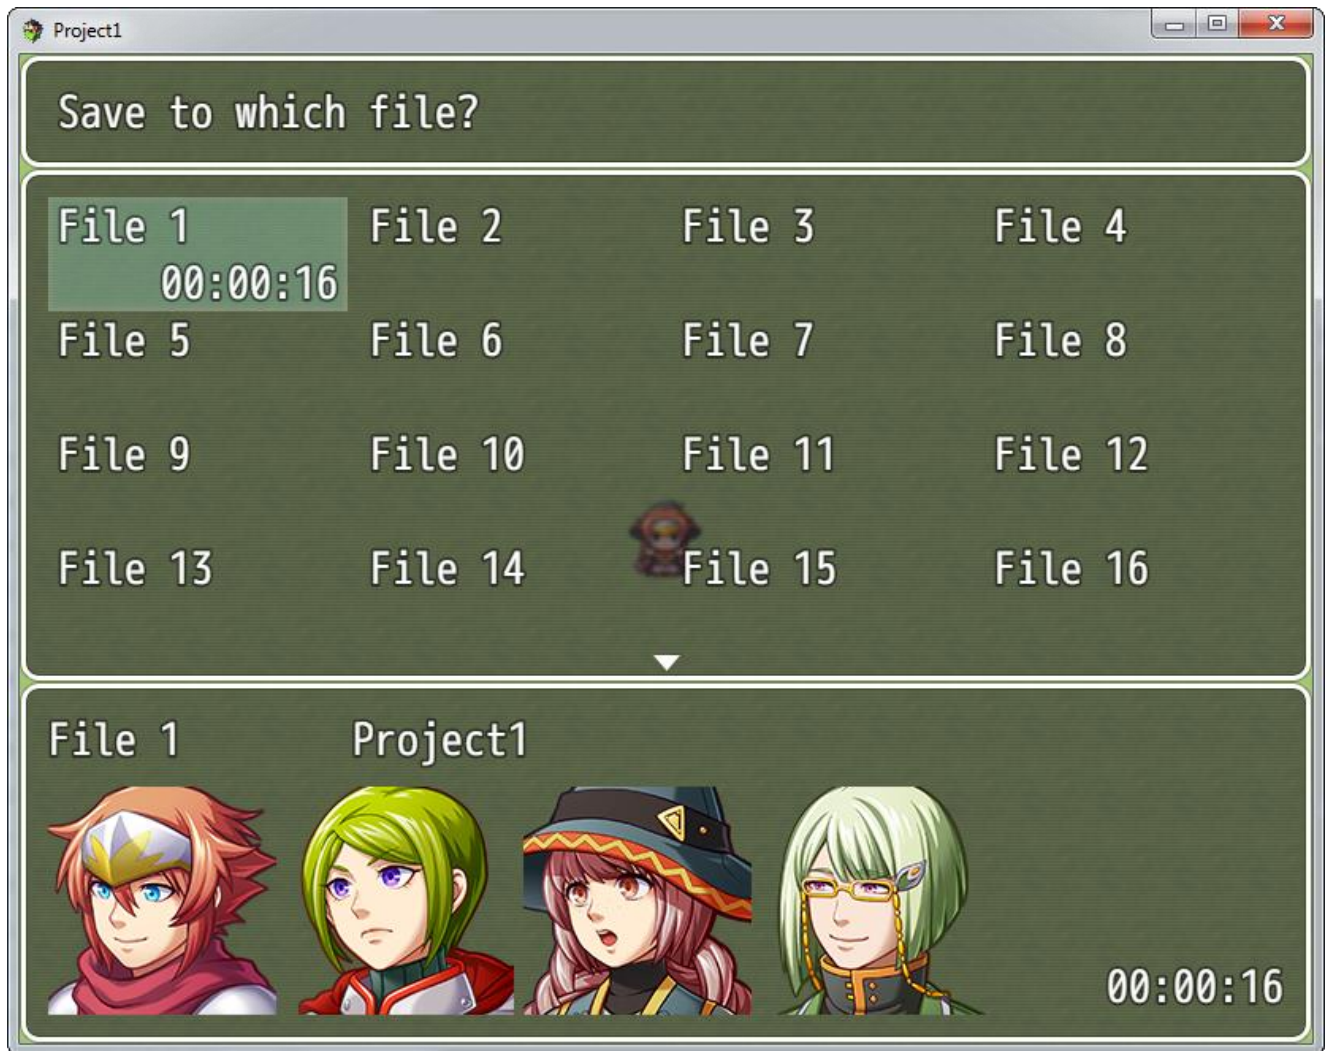 Project1
Save to which file?
File 1 File 2 File 3 File 4
00:00:16
File 5 File 6 File 7 File 8
File 9 File 10 File 11 File 12
File 13 File 14 File 15 File 16
File 1 Project1
00:00:16